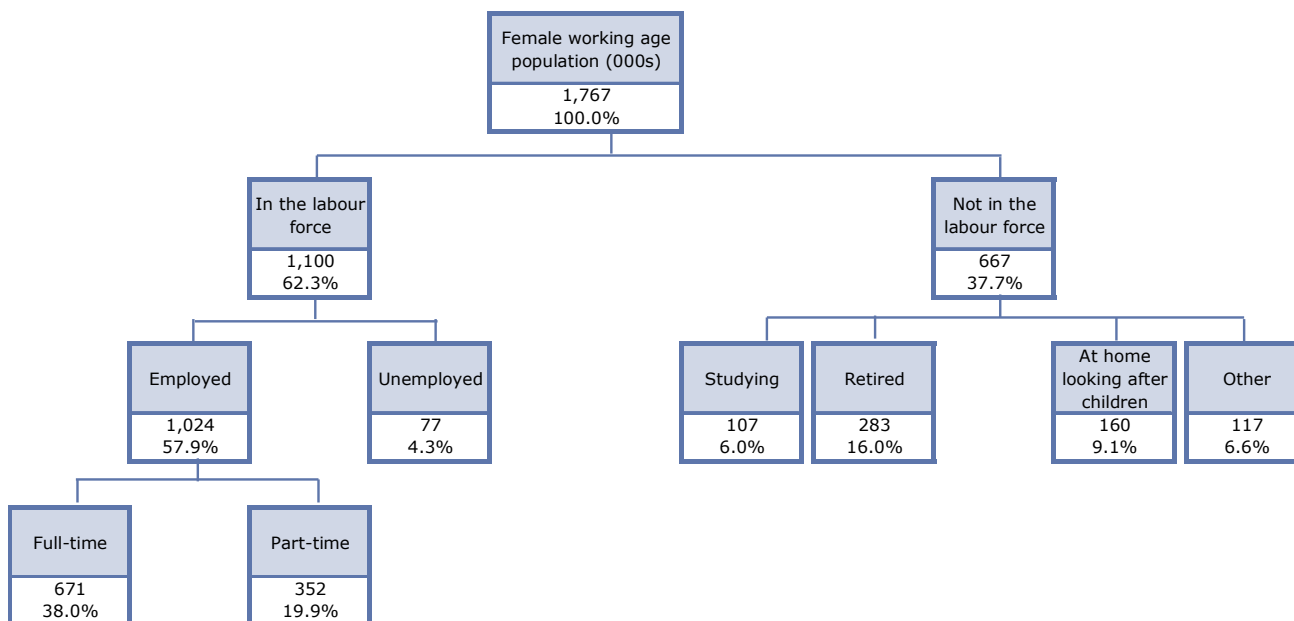 Female working age
population (000s)
1,767
100.0%
In the labour
force
1,100
62.3%
Not in the
labour force
667
37.7%
Employed
1,024
57.9%
Unemployed
77
4.3%
Studying
107
6.0%
Retired
283
16.0%
At home
looking after
children
160
9.1%
Other
117
6.6%
Full-time
671
38.0%
Part-time
352
19.9%